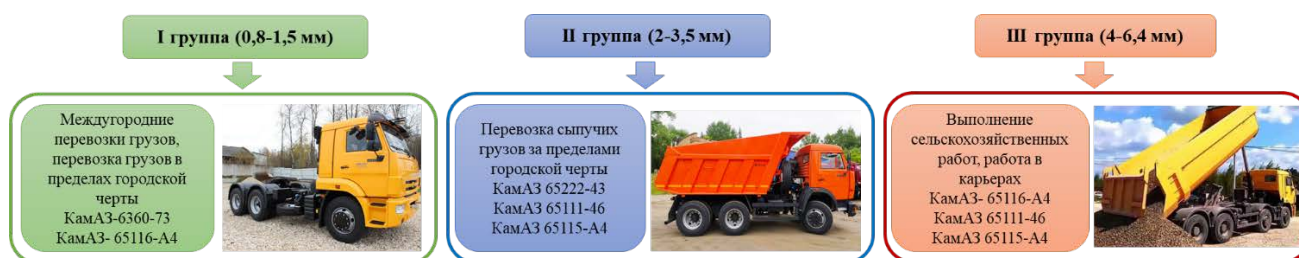 I группа (0,8-1,5 мм)
Междугородние
перевозки грузов,
перевозка грузов в
пределах городской
черты
КамАЗ-6360-73
КамАЗ- 65116-А4
II группа (2-3,5 мм)
Перевозка сыпучих
грузов за пределами
городской черты
КамАЗ 65222-43
КамАЗ 65111-46
КамАЗ 65115-А4
III группа (4-6,4 мм)
Выполнение
сельскохозяйственных
работ, работа в
карьерах
КамАЗ- 65116-А4
КамАЗ 65111-46
КамАЗ 65115-А4